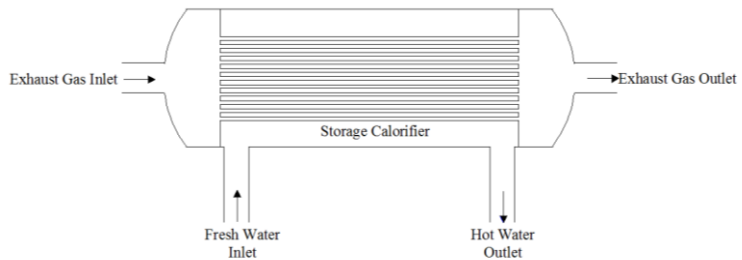 Exhaust Gas Inlet
Exhaust Gas Outlet
Storage Calorifier
Fresh Water
Inlet
Hot Water
Outlet